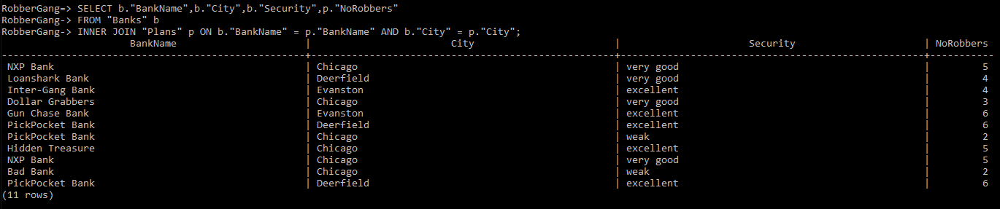 RobberGang=> SELECT b."BankName",b."City",b."Security",p."NoRobbers"
RobberGang-> FROM "Banks" b
RobberGang-> INNER JOIN "Plans" p ON b."BankName" = p."BankName" AND b."City" = p."City";
BankName | City | Security | NoRobbers
-----------------------------------------------------+-----------------------------------------------------+-----------------------------------------------------+-----------
NXP Bank | Chicago | very good | 5
Loanshark Bank | Deerfield | very good | 4
Inter-Gang Bank | Evanston | excellent | 4
Dollar Grabbers | Chicago | very good | 3
Gun Chase Bank | Evanston | excellent | 6
PickPocket Bank | Deerfield | excellent | 6
PickPocket Bank | Chicago | weak | 2
Hidden Treasure | Chicago | excellent | 5
NXP Bank | Chicago | very good | 5
Bad Bank | Chicago | weak | 2
PickPocket Bank | Deerfield | excellent | 6
(11 rows)